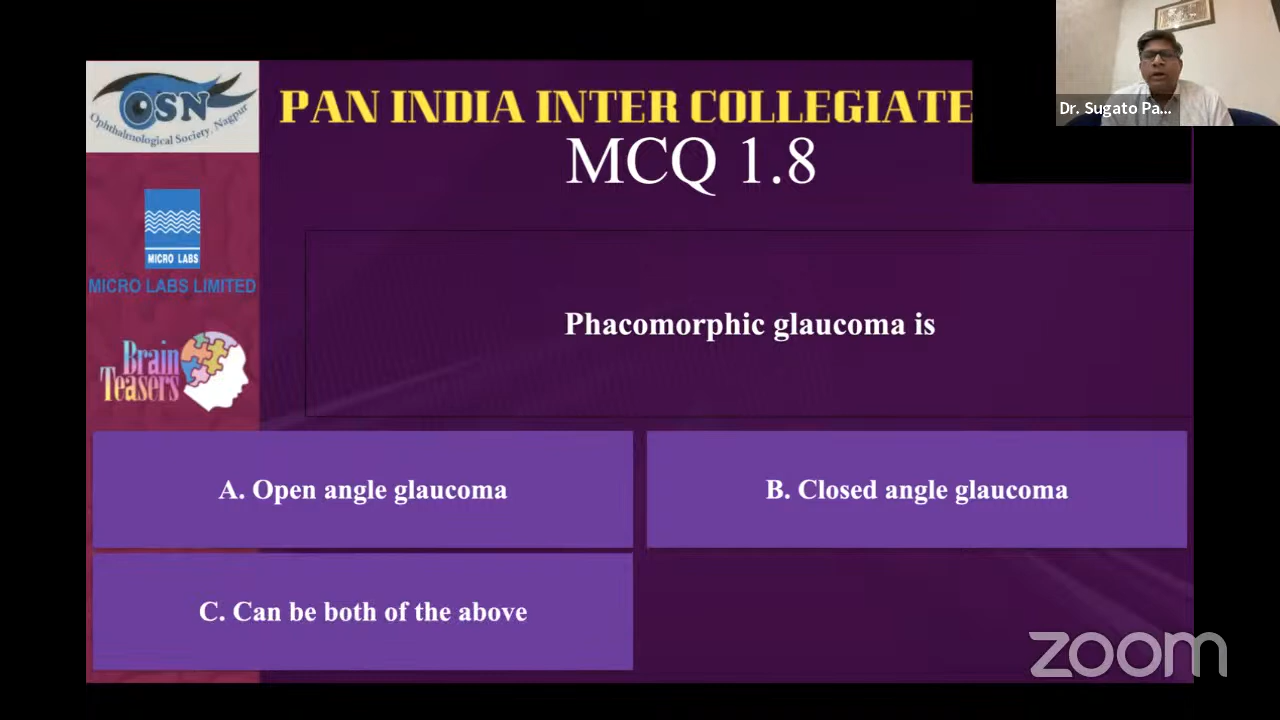 PAN INDIA INTER COLLEGIATE
MCQ 1.8
OSN
Ophthalmological Society, Nagpur
MICRO LABS
MICRO LABS LIMITED
Brain
Teasers
Phacomorphic glaucoma is
A. Open angle glaucoma
B. Closed angle glaucoma
C. Can be both of the above
Dr. Sugato Pa...
zoom